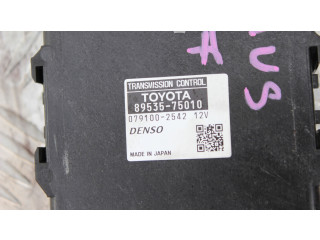 TRANSMISSION CONTROL
TOYOTA
89535-75010
079100-2542 12V
DENSO
MADE IN JAPAN
A